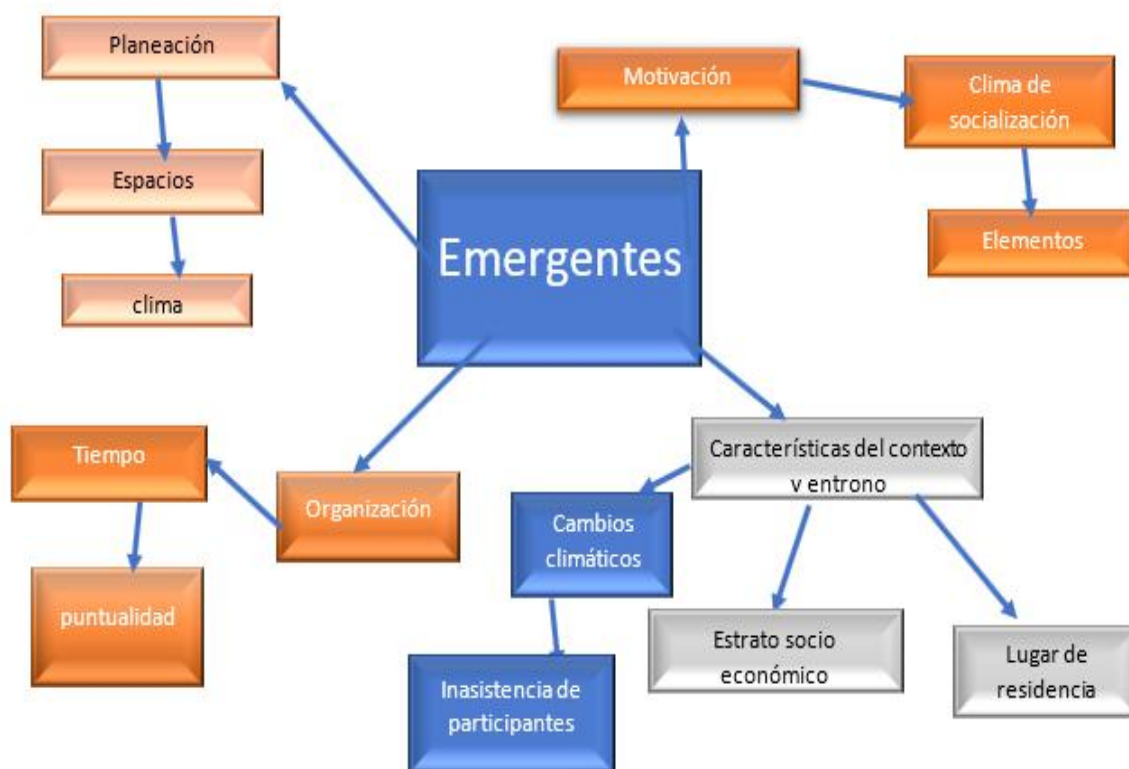 Planeación
Motivación
Clima de
socialización
Espacios
Emergentes
Elementos
clima
Tiempo
Organización
Características del contexto
y entrono
Cambios
climáticos
puntualidad
Estrato socio
económico
Lugar de
residencia
Inasistencia de
participantes